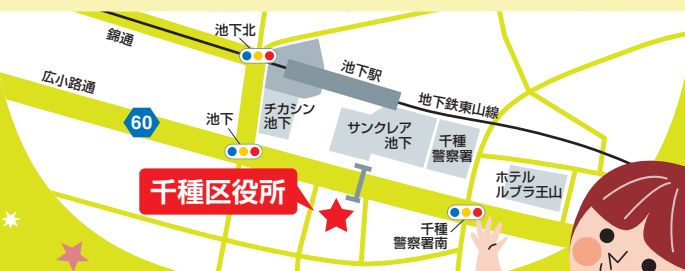 錦通
池下北
広小路通
60
池下
チカシン
池下
池下駅
地下鉄東山線
サンクレア
池下
千種
警察署
ホテル
ルブラ王山
千種区役所
千種
警察署南